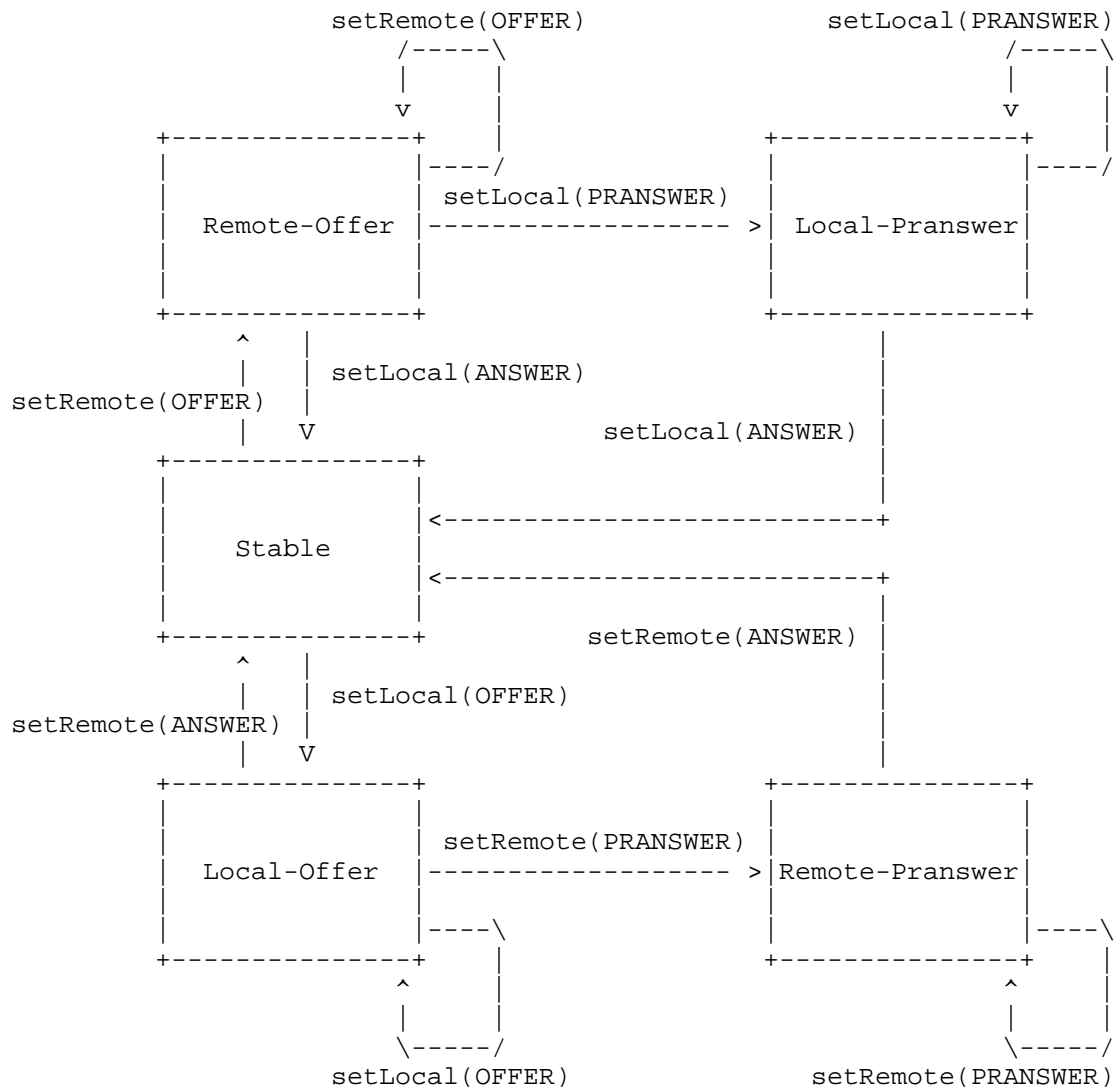 setRemote(OFFER) setLocal(PRANSWER)
setLocal(PRANSWER)
Remote-Offer Local-Pranswer
setLocal(ANSWER)
setRemote(OFFER)
setLocal(ANSWER)
Stable
setRemote(ANSWER)
setLocal(OFFER)
setRemote(ANSWER)
setRemote(PRANSWER)
Local-Offer Remote-Pranswer
setLocal(OFFER) setRemote(PRANSWER)